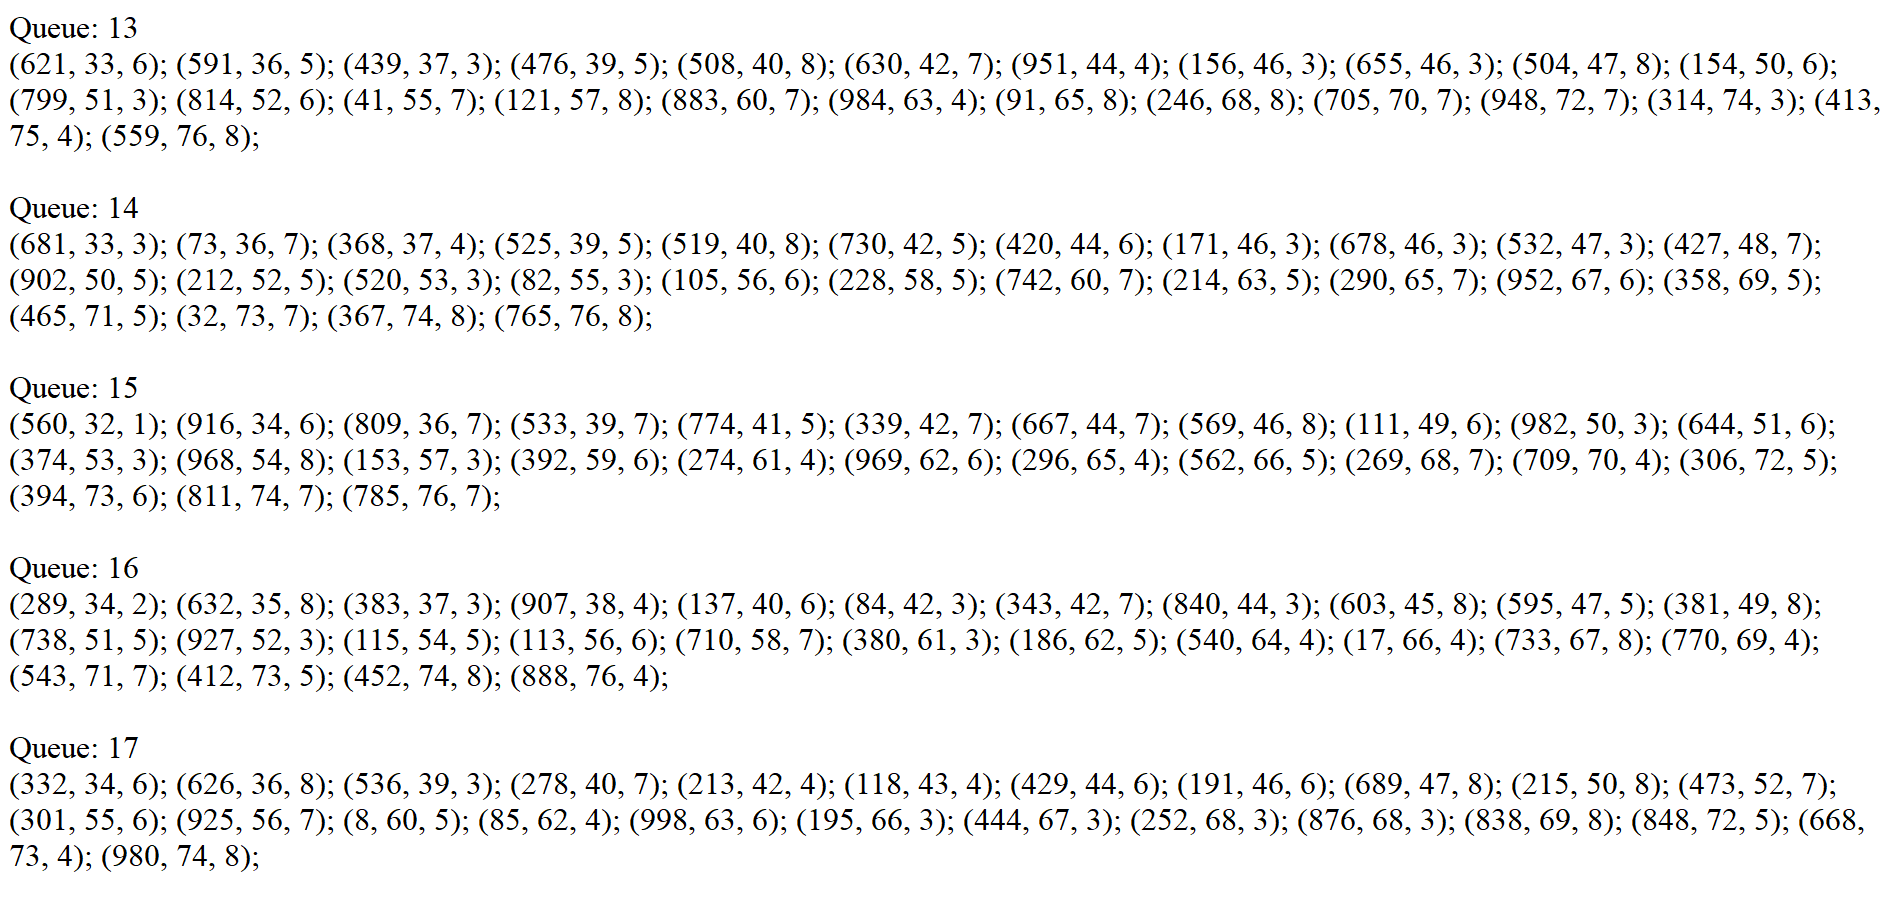 Queue: 13
(621, 33, 6); (591, 36, 5); (439, 37, 3); (476, 39, 5); (508, 40, 8); (630, 42, 7); (951, 44, 4); (156, 46, 3); (655, 46, 3); (504, 47, 8); (154, 50, 6);
(799, 51, 3); (814, 52, 6); (41, 55, 7); (121, 57, 8); (883, 60, 7); (984, 63, 4); (91, 65, 8); (246, 68, 8); (705, 70, 7); (948, 72, 7); (314, 74, 3); (413,
75, 4); (559, 76, 8);
Queue: 14
(681, 33, 3); (73, 36, 7); (368, 37, 4); (525, 39, 5); (519, 40, 8); (730, 42, 5); (420, 44, 6); (171, 46, 3); (678, 46, 3); (532, 47, 3); (427, 48, 7);
(902, 50, 5); (212, 52, 5); (520, 53, 3); (82, 55, 3); (105, 56, 6); (228, 58, 5); (742, 60, 7); (214, 63, 5); (290, 65, 7); (952, 67, 6); (358, 69, 5);
(465, 71, 5); (32, 73, 7); (367, 74, 8); (765, 76, 8);
Queue: 15
(560, 32, 1); (916, 34, 6); (809, 36, 7); (533, 39, 7); (774, 41, 5); (339, 42, 7); (667, 44, 7); (569, 46, 8); (111, 49, 6); (982, 50, 3); (644, 51, 6);
(374, 53, 3); (968, 54, 8); (153, 57, 3); (392, 59, 6); (274, 61, 4); (969, 62, 6); (296, 65, 4); (562, 66, 5); (269, 68, 7); (709, 70, 4); (306, 72, 5);
(394, 73, 6); (811, 74, 7); (785, 76, 7);
Queue: 16
(289, 34, 2); (632, 35, 8); (383, 37, 3); (907, 38, 4); (137, 40, 6); (84, 42, 3); (343, 42, 7); (840, 44, 3); (603, 45, 8); (595, 47, 5); (381, 49, 8);
(738, 51, 5); (927, 52, 3); (115, 54, 5); (113, 56, 6); (710, 58, 7); (380, 61, 3); (186, 62, 5); (540, 64, 4); (17, 66, 4); (733, 67, 8); (770, 69, 4);
(543, 71, 7); (412, 73, 5); (452, 74, 8); (888, 76, 4);
Queue: 17
(332, 34, 6); (626, 36, 8); (536, 39, 3); (278, 40, 7); (213, 42, 4); (118, 43, 4); (429, 44, 6); (191, 46, 6); (689, 47, 8); (215, 50, 8); (473, 52, 7);
(301, 55, 6); (925, 56, 7); (8, 60, 5); (85, 62, 4); (998, 63, 6); (195, 66, 3); (444, 67, 3); (252, 68, 3); (876, 68, 3); (838, 69, 8); (848, 72, 5); (668,
73, 4); (980, 74, 8);